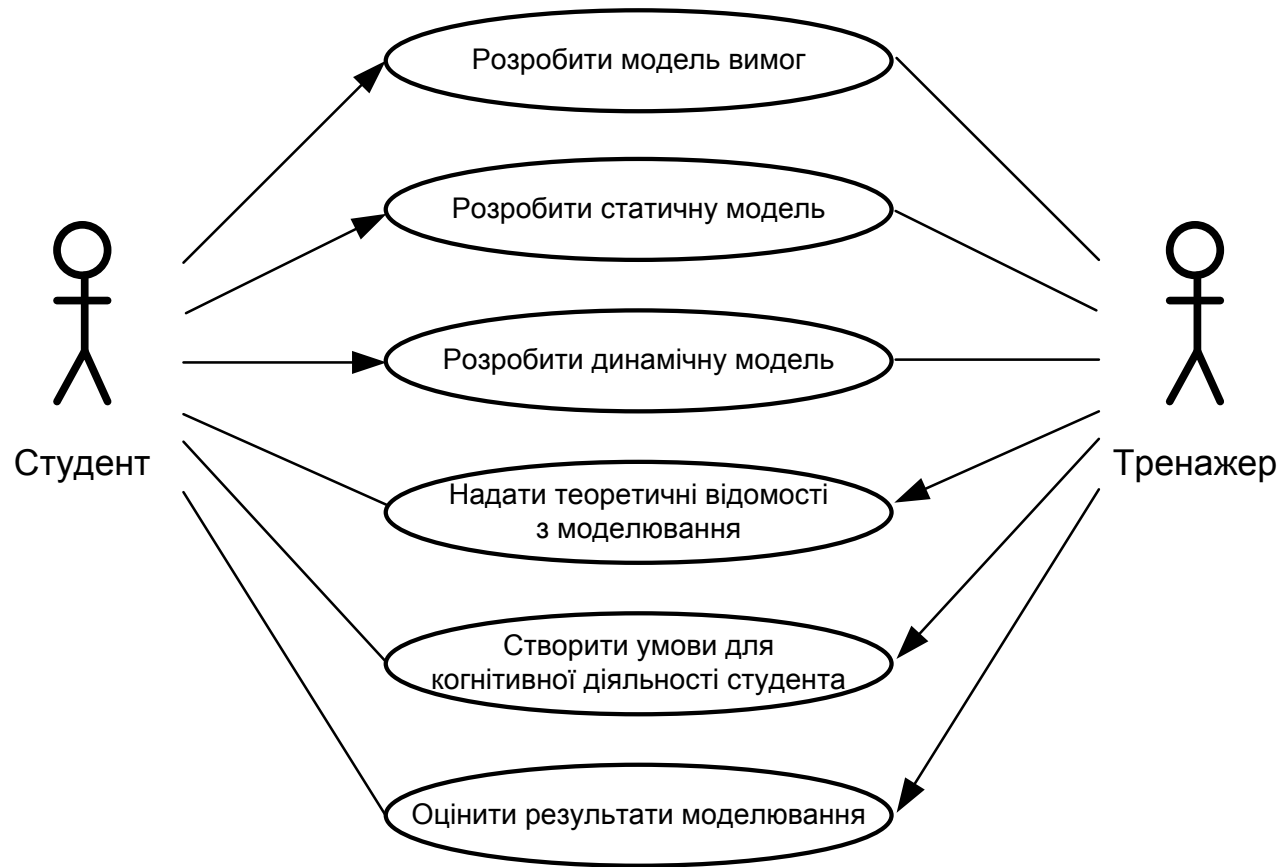 Розробити модель вимог
Розробити статичну модель
Розробити динамічну модель
Студент
Тренажер
Надати теоретичні відомості
з моделювання
Створити умови для
когнітивної діяльності студента
Оцінити результати моделювання